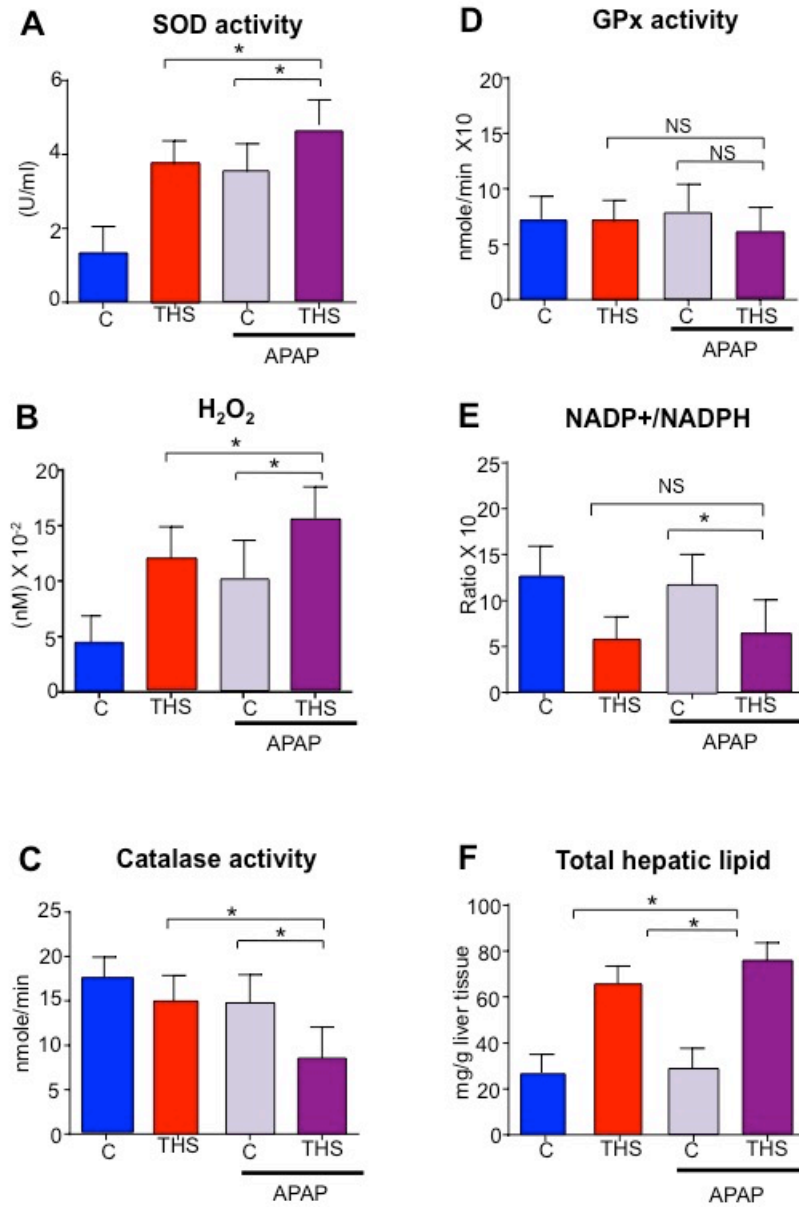 A
SOD activity
(U/ml)
6
4
2
0
*
*
C THS C THS
APAP
B
H₂O₂
(nM) X 10⁻²
20
15
10
5
0
*
*
C THS C THS
APAP
C
Catalase activity
nmole/min
25
20
15
10
5
0
*
*
C THS C THS
APAP
D
GPx activity
nmole/min X10
20
15
10
5
0
NS
NS
C THS C THS
APAP
E
NADP+/NADPH
Ratio X 10
25
20
15
10
5
0
NS
*
C THS C THS
APAP
F
Total hepatic lipid
mg/g liver tissue
100
80
60
40
20
0
*
*
C THS C THS
APAP